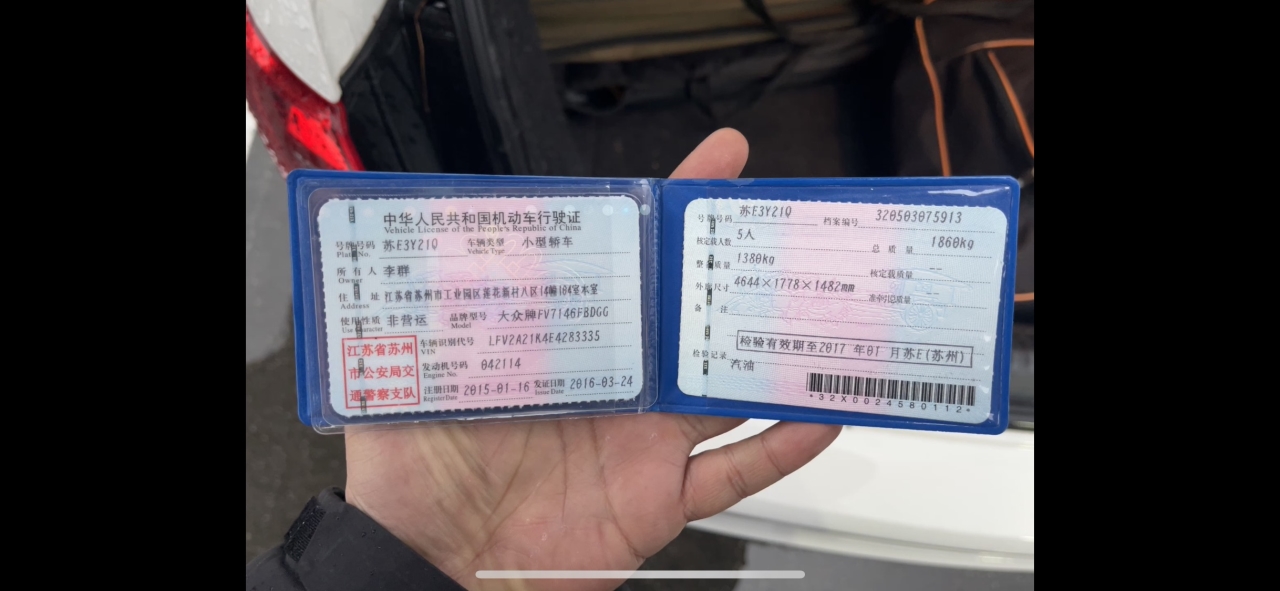 中华人民共和国机动车行驶证
Vehicle License of the People's Republic of China
号牌号码 苏E3Y21Q 车辆类型 小型轿车
Plate No. Vehicle Type
所有人 李群
Owner
住址 江苏省苏州市工业园区莲花新村八区14幢104室本室
Address
使用性质 非营运 品牌型号 大众牌FV7146FBDGG
Use Character Model
江苏省苏州
市公安局交
通警察支队
车辆识别代号 LFV2A21K4E4283335
VIN
发动机号码 042114
Engine No.
注册日期 2015-01-16 发证日期 2016-03-24
Register Date Issue Date
号牌号码 苏E3Y21Q 档案编号 320503075913
核定载人数 5人 总质量 1860kg
整备质量 1380kg 核定载质量 --
外廓尺寸 4644×1778×1482mm 准牵引总质量 --
备注
检验有效期至2017 年01 月苏E(苏州)
检验记录
汽油
*32X0024580112*